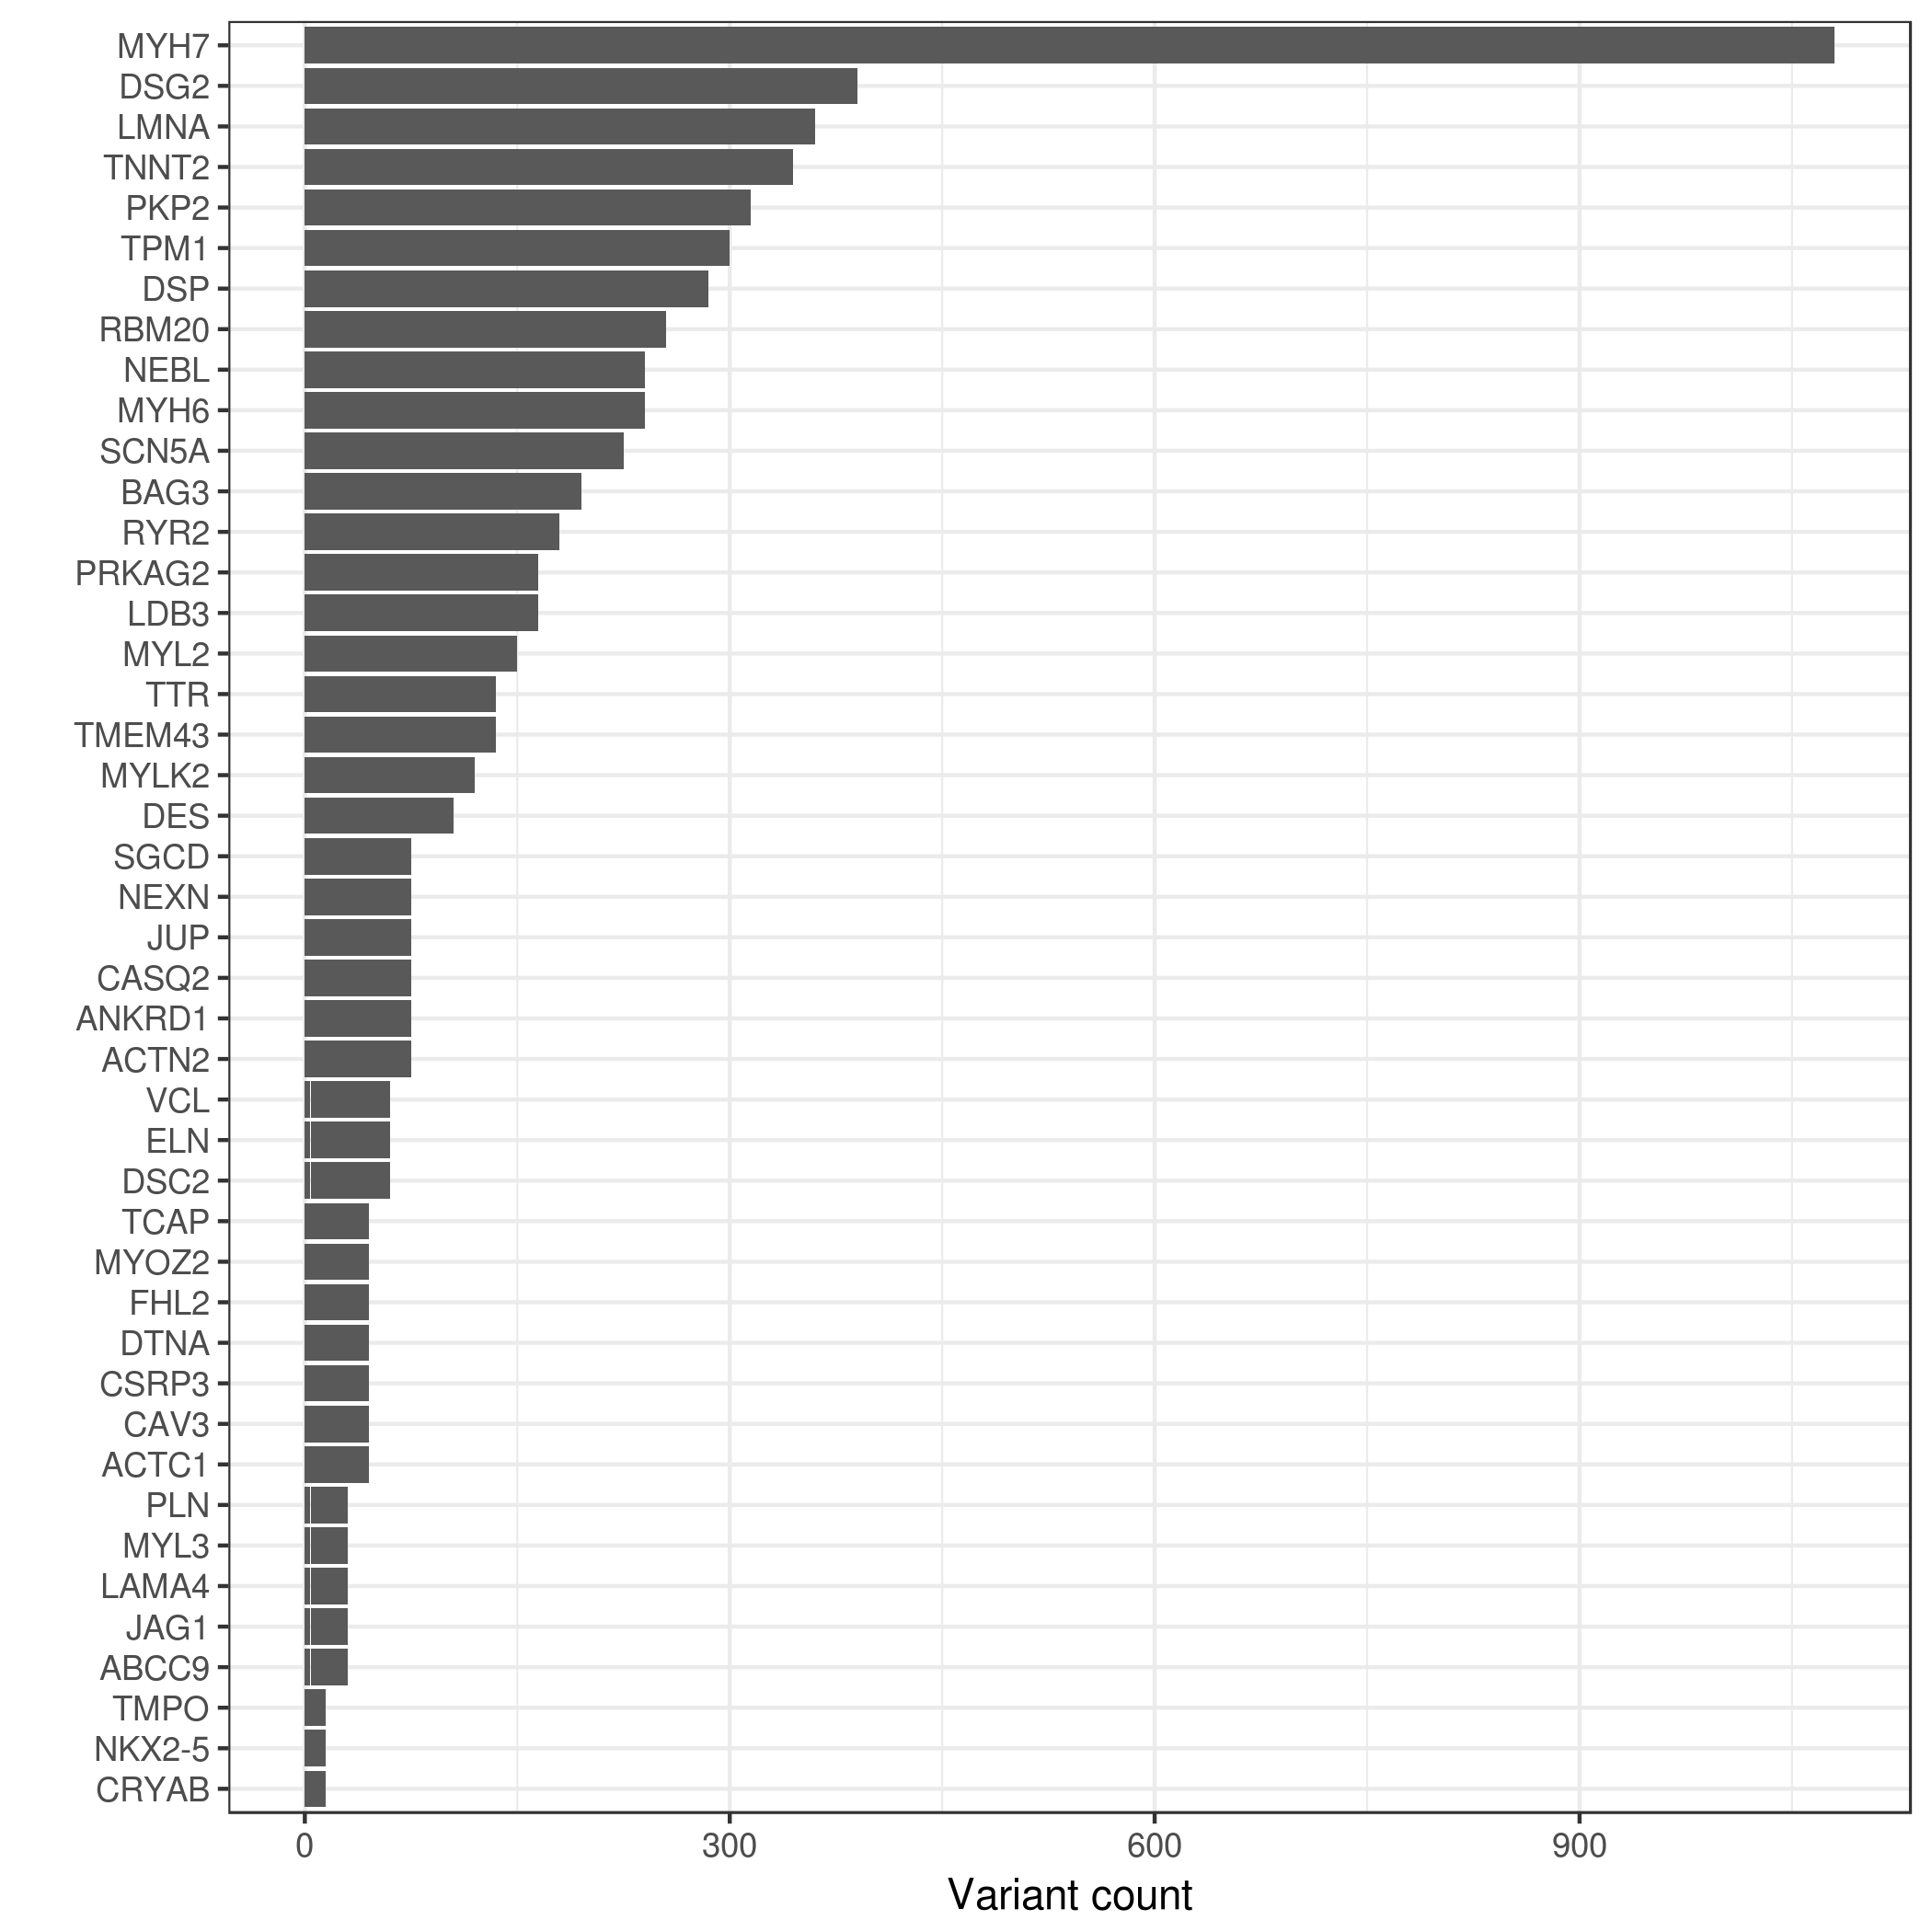 MYH7
DSG2
LMNA
TNNT2
PKP2
TPM1
DSP
RBM20
NEBL
MYH6
SCN5A
BAG3
RYR2
PRKAG2
LDB3
MYL2
TTR
TMEM43
MYLK2
DES
SGCD
NEXN
JUP
CASQ2
ANKRD1
ACTN2
VCL
ELN
DSC2
TCAP
MYOZ2
FHL2
DTNA
CSRP3
CAV3
ACTC1
PLN
MYL3
LAMA4
JAG1
ABCC9
TMPO
NKX2-5
CRYAB
0 300 600 900
Variant count